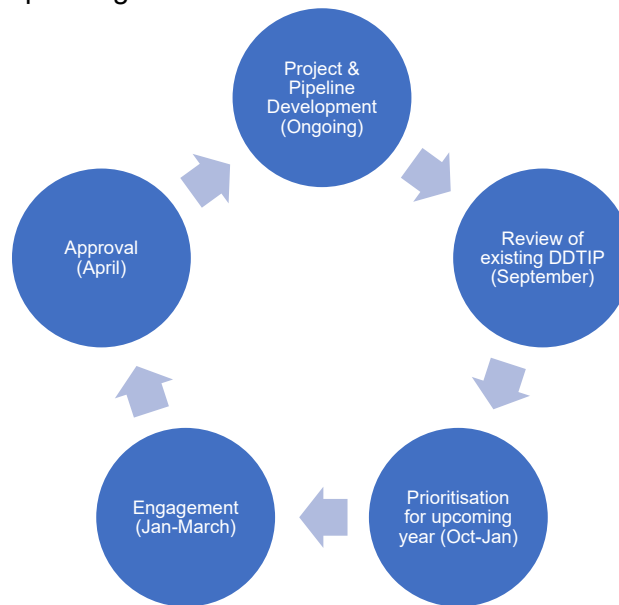 Project &
Pipeline
Development
(Ongoing)
Review of
existing DDTIP
(September)
Prioritisation
for upcoming
year (Oct-Jan)
Engagement
(Jan-March)
Approval
(April)